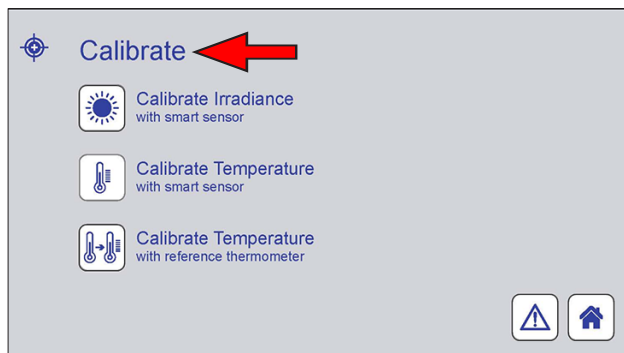 Calibrate
Calibrate Irradiance
with smart sensor
Calibrate Temperature
with smart sensor
Calibrate Temperature
with reference thermometer